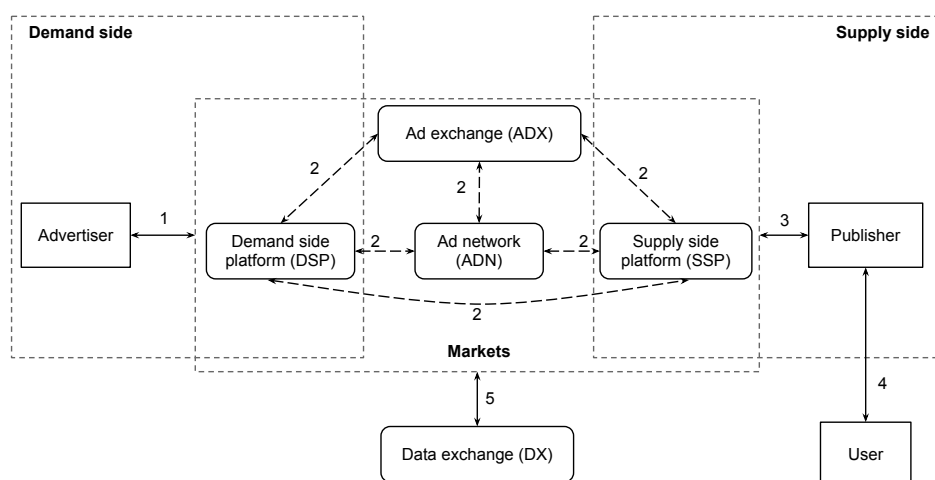 Demand side
Supply side
Ad exchange (ADX)
2
2
2
Advertiser
1
Demand side
platform (DSP)
2
Ad network
(ADN)
2
Supply side
platform (SSP)
3
Publisher
2
Markets
5
4
Data exchange (DX)
User